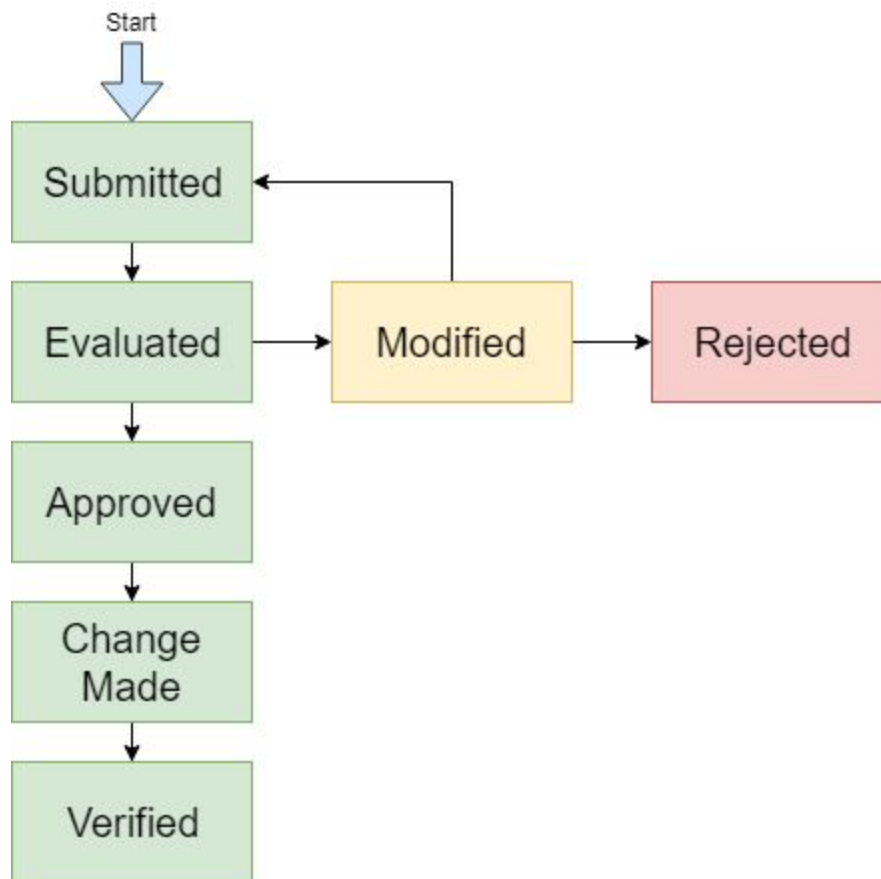 Start
Submitted
Evaluated
Modified
Rejected
Approved
Change
Made
Verified